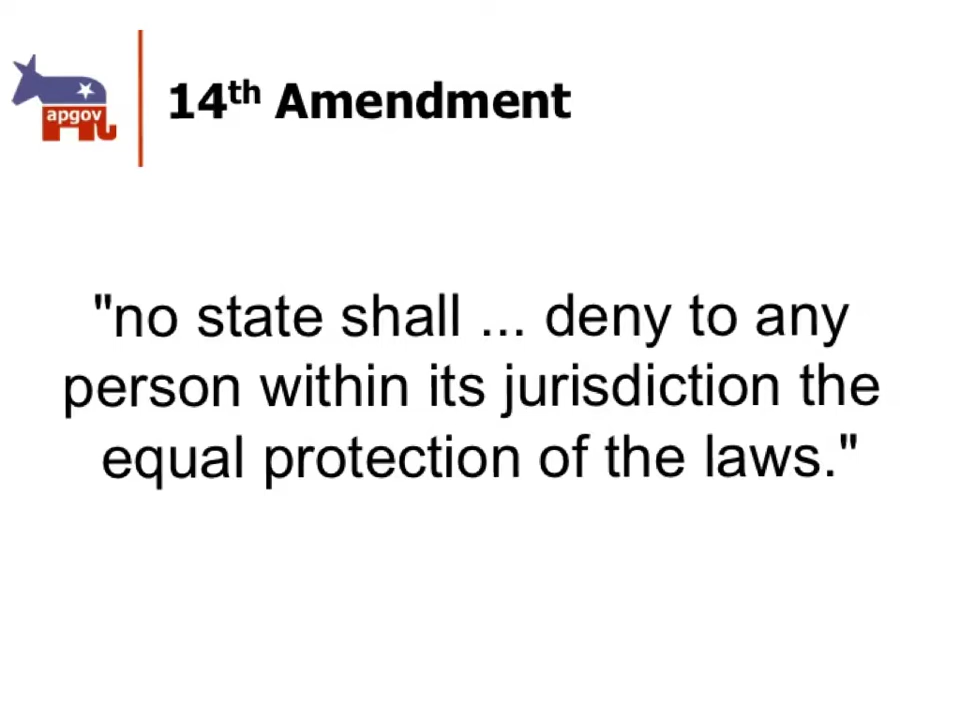 apgov
14th Amendment
"no state shall ... deny to any
person within its jurisdiction the
equal protection of the laws."